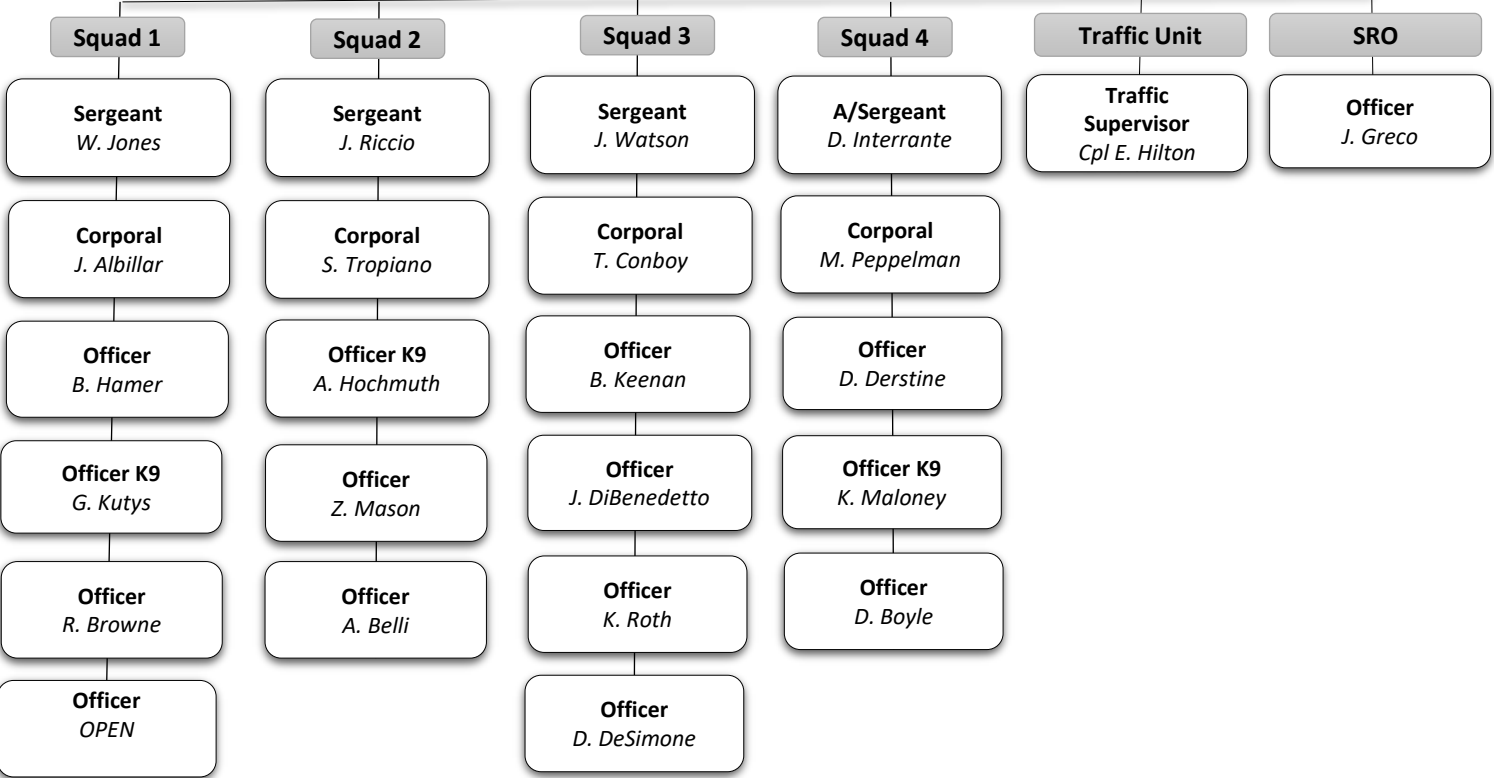 Squad 1
Sergeant
W. Jones
Corporal
J. Albillar
Officer
B. Hamer
Officer K9
G. Kutys
Officer
R. Browne
Officer
OPEN
Squad 2
Sergeant
J. Riccio
Corporal
S. Tropiano
Officer K9
A. Hochmuth
Officer
Z. Mason
Officer
A. Belli
Squad 3
Sergeant
J. Watson
Corporal
T. Conboy
Officer
B. Keenan
Officer
J. DiBenedetto
Officer
K. Roth
Officer
D. DeSimone
Squad 4
A/Sergeant
D. Interrante
Corporal
M. Peppelman
Officer
D. Derstine
Officer K9
K. Maloney
Officer
D. Boyle
Traffic Unit
Traffic
Supervisor
Cpl E. Hilton
SRO
Officer
J. Greco